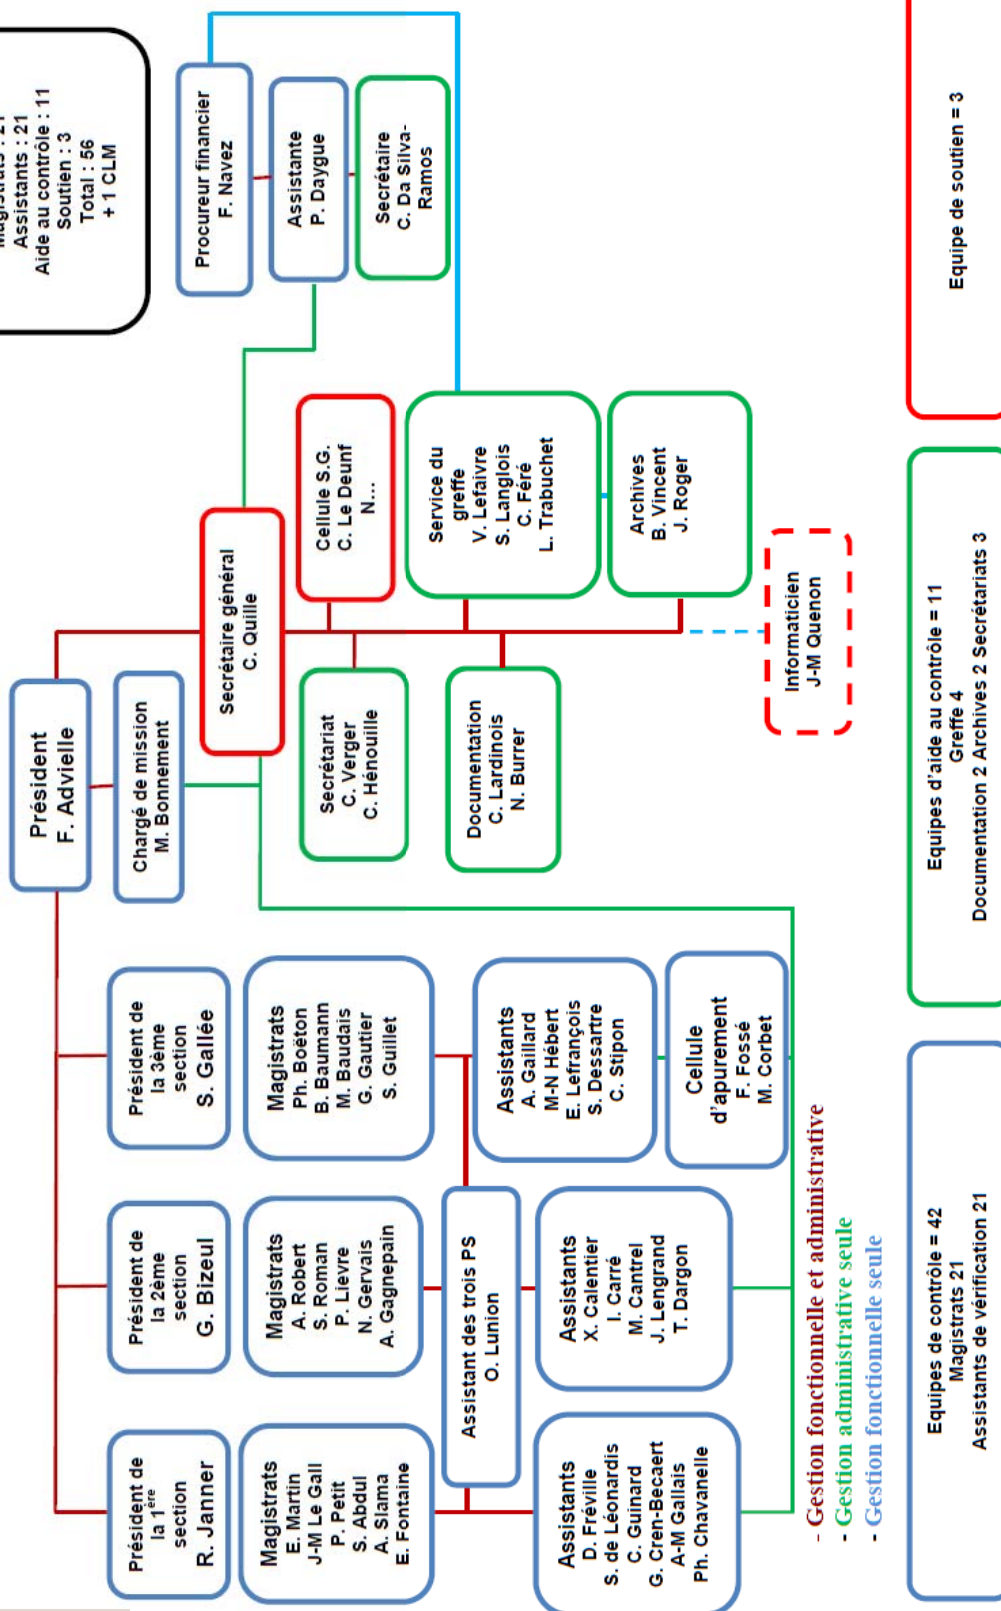 Assistants : 21
Aide au contrôle : 11
Soutien : 3
Total : 56
+ 1 CLM
Président
F. Advielle
Chargé de mission
M. Bonnement
Procureur financier
F. Navez
Assistante
P. Daygue
Secrétaire
C. Da Silva-
Ramos
Secrétaire général
C. Quille
Cellule S.G.
C. Le Deunf
N...
Secrétariat
C. Verger
C. Hénouille
Service du
greffe
V. Lefaivre
S. Langlois
C. Féré
L. Trabuchet
Documentation
C. Lardinois
N. Burrer
Archives
B. Vincent
J. Roger
Informaticien
J-M Quenon
Président de
la 1ère
section
R. Janner
Président de
la 2ème
section
G. Bizeul
Président de
la 3ème
section
S. Gallée
Magistrats
E. Martin
J-M Le Gall
P. Petit
S. Abdul
A. Slama
E. Fontaine
Magistrats
A. Robert
S. Roman
P. Lievre
N. Gervais
A. Gagnepain
Magistrats
Ph. Boëton
B. Baumann
M. Baudais
G. Gautier
S. Guillet
Assistant des trois PS
O. Lunion
Assistants
D. Fréville
S. de Léonardis
C. Guinard
G. Cren-Becaert
A-M Gallais
Ph. Chavanelle
Assistants
X. Calentier
I. Carré
M. Cantrel
J. Lengrand
T. Dargon
Assistants
A. Gaillard
M-N Hébert
E. Lefrançois
S. Dessartre
C. Stipon
Cellule
d'apurement
F. Fossé
M. Corbet
- Gestion fonctionnelle et administrative
- Gestion administrative seule
- Gestion fonctionnelle seule
Equipes de contrôle = 42
Magistrats 21
Assistants de vérification 21
Equipes d'aide au contrôle = 11
Greffe 4
Documentation 2 Archives 2 Secrétariats 3
Equipe de soutien = 3